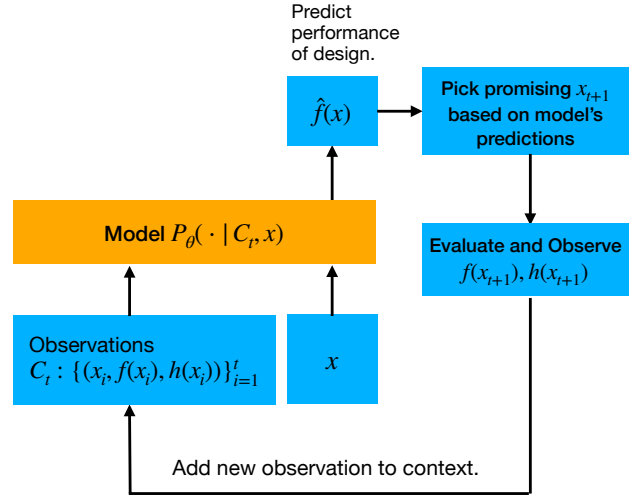 Predict
performance
of design.
f̂(x)
Pick promising x_{t+1}
based on model's
predictions
Model P_θ( · | C_t, x)
Evaluate and Observe
f(x_{t+1}), h(x_{t+1})
Observations
C_t : {(x_i, f(x_i), h(x_i))}_{i=1}^t
x
Add new observation to context.